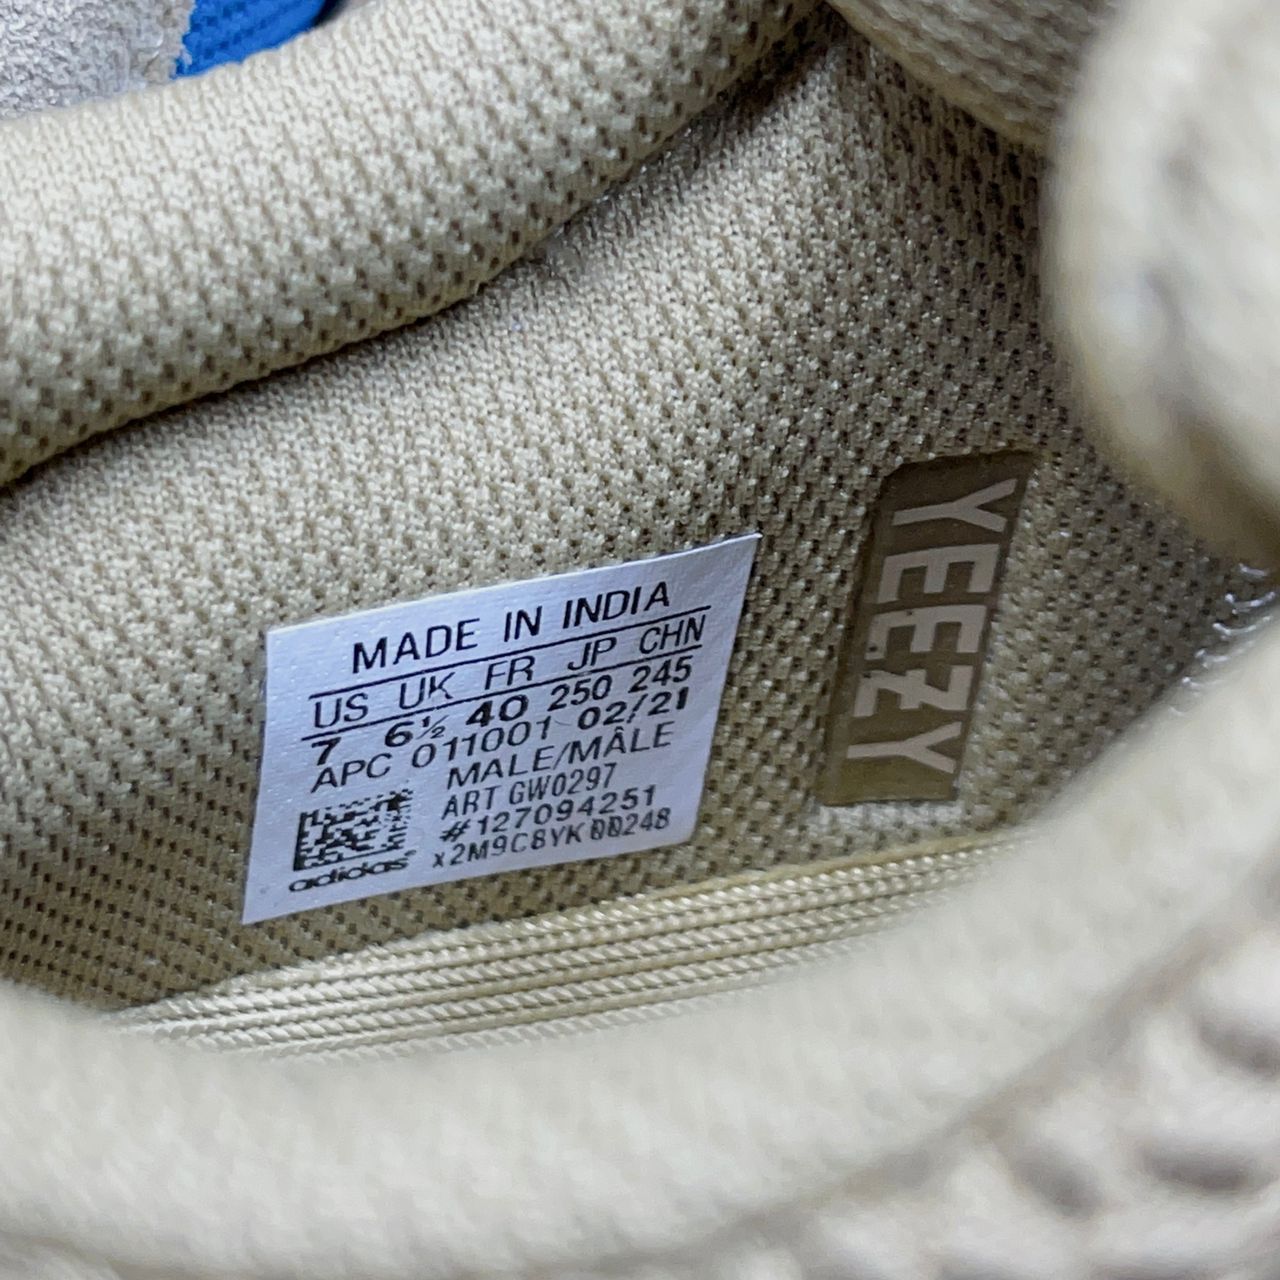 MADE IN INDIA
US UK FR JP CHN
7 6½ 40 250 245
APC 011001 02/21
MALE/MÂLE
ART GW0297
#127094251
x2M9C8YK00248
adidas
YEEZY